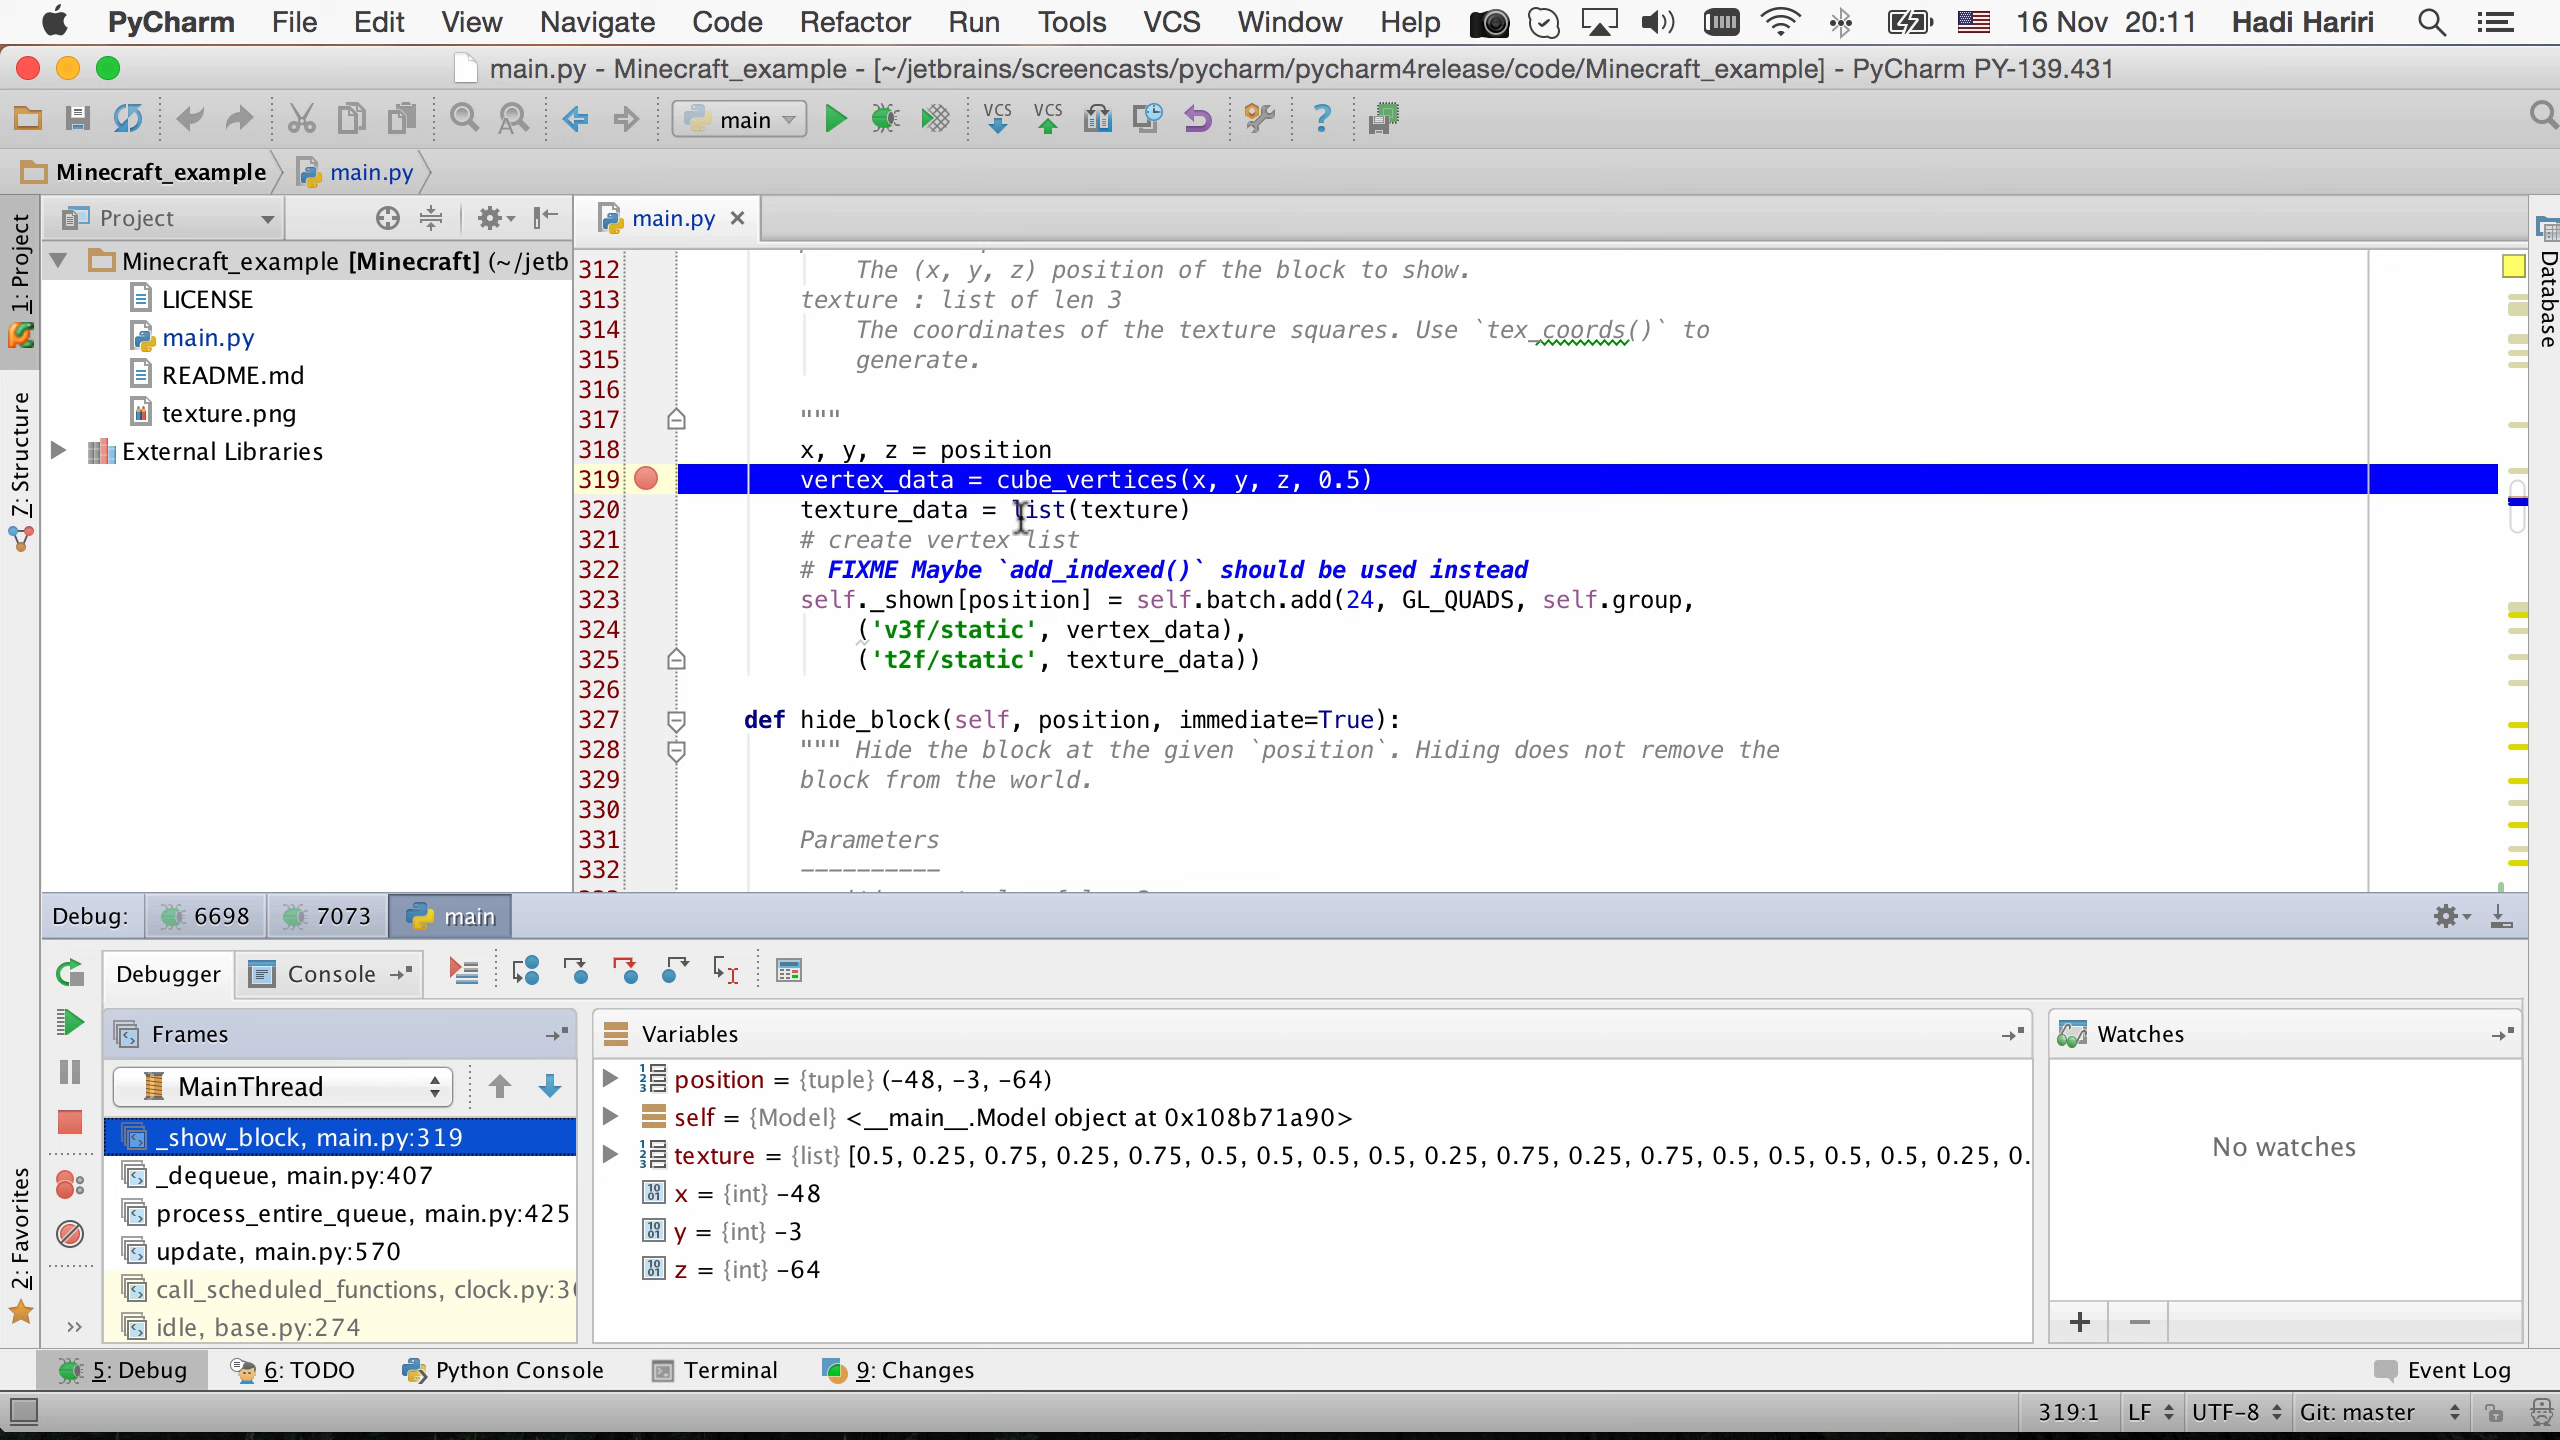 PyCharm File Edit View Navigate Code Refactor Run Tools VCS Window Help 16 Nov 20:11 Hadi Hariri
main.py - Minecraft_example - [~/jetbrains/screencasts/pycharm/pycharm4release/code/Minecraft_example] - PyCharm PY-139.431
main VCS VCS ?
Minecraft_example main.py
1: Project
7: Structure
2: Favorites
Project
Minecraft_example [Minecraft] (~/jetb
LICENSE
main.py
README.md
texture.png
External Libraries
main.py
Database
312 The (x, y, z) position of the block to show.
313 texture : list of len 3
314 The coordinates of the texture squares. Use `tex_coords()` to
315 generate.
316
317 """
318 x, y, z = position
319 vertex_data = cube_vertices(x, y, z, 0.5)
320 texture_data = list(texture)
321 # create vertex list
322 # FIXME Maybe `add_indexed()` should be used instead
323 self._shown[position] = self.batch.add(24, GL_QUADS, self.group,
324 ('v3f/static', vertex_data),
325 ('t2f/static', texture_data))
326
327 def hide_block(self, position, immediate=True):
328 """ Hide the block at the given `position`. Hiding does not remove the
329 block from the world.
330
331 Parameters
332 ----------
Debug: 6698 7073 main
Debugger Console
Frames
MainThread
_show_block, main.py:319
_dequeue, main.py:407
process_entire_queue, main.py:425
update, main.py:570
call_scheduled_functions, clock.py:3
idle, base.py:274
Variables
position = {tuple} (-48, -3, -64)
self = {Model} <__main__.Model object at 0x108b71a90>
texture = {list} [0.5, 0.25, 0.75, 0.25, 0.75, 0.5, 0.5, 0.5, 0.5, 0.25, 0.75, 0.25, 0.75, 0.5, 0.5, 0.5, 0.5, 0.25, 0.
x = {int} -48
y = {int} -3
z = {int} -64
Watches
No watches
5: Debug 6: TODO Python Console Terminal 9: Changes Event Log
319:1 LF UTF-8 Git: master